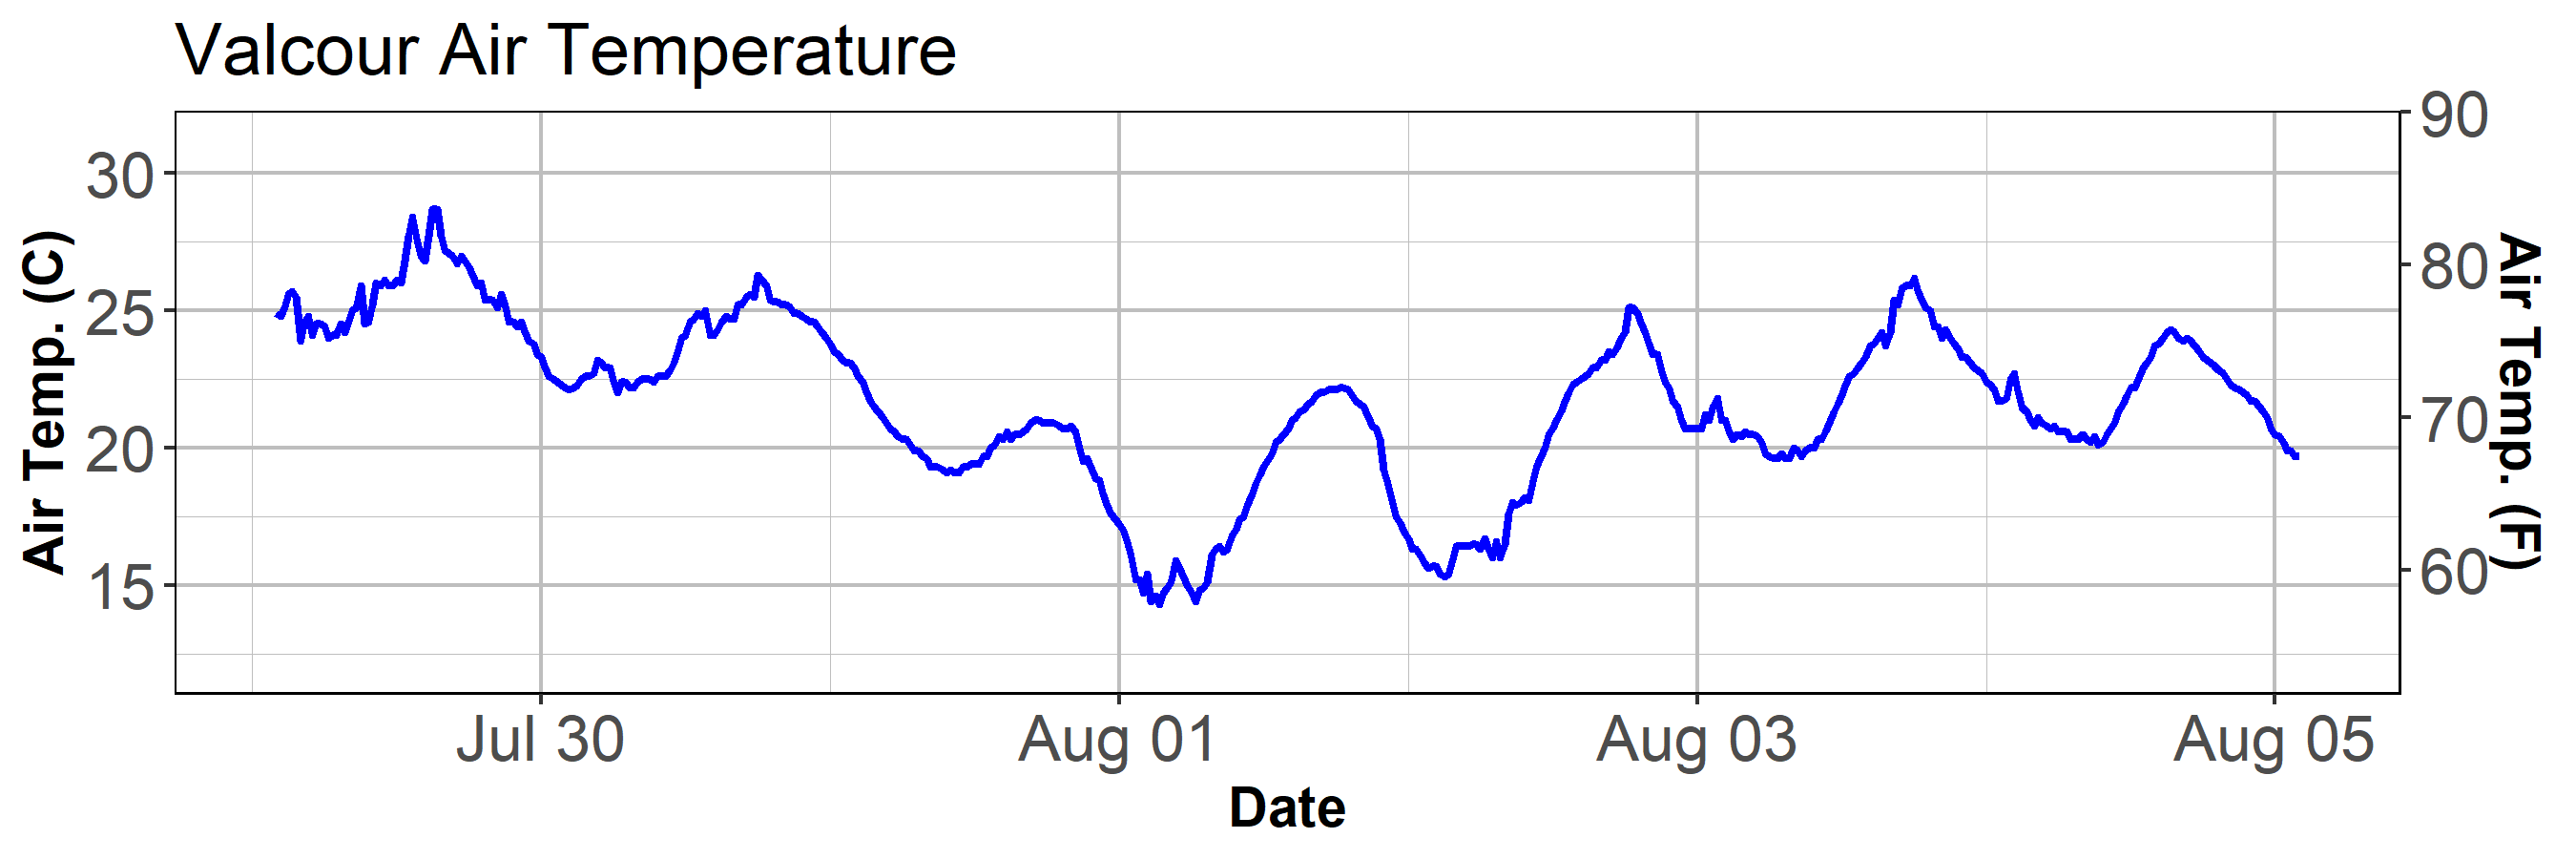 Valcour Air Temperature
90
30
80
25
70
20
60
15
Air Temp. (C)
Air Temp. (F)
Jul 30 Aug 01 Aug 03 Aug 05
Date